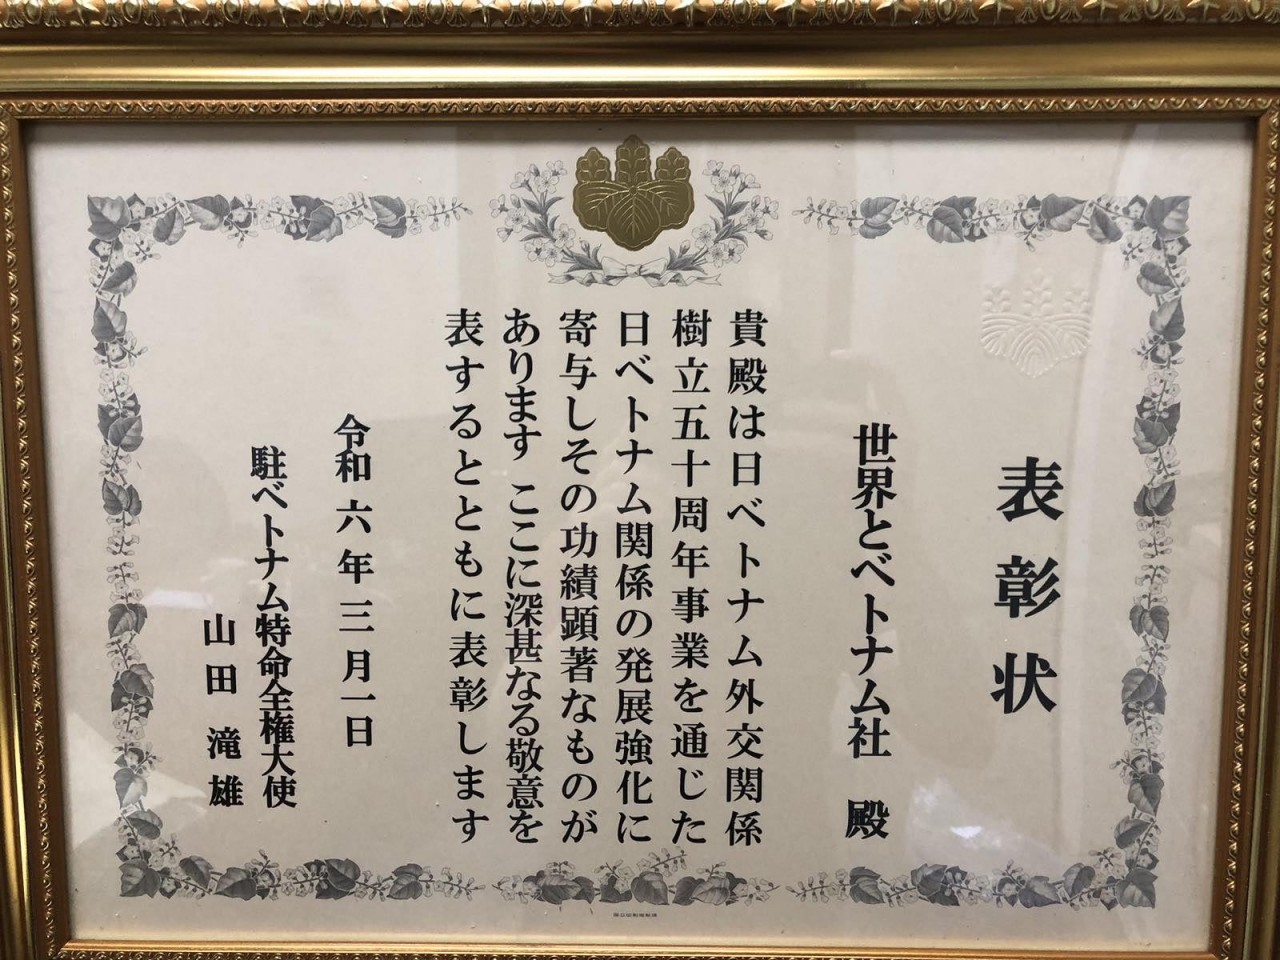 表彰状
世界とベトナム社 殿
貴殿は日ベトナム外交関係
樹立五十周年事業を通じた
日ベトナム関係の発展強化に
寄与しその功績顕著なものが
あります ここに深甚なる敬意を
表するとともに表彰します
令和六年三月一日
駐ベトナム特命全権大使
山田滝雄